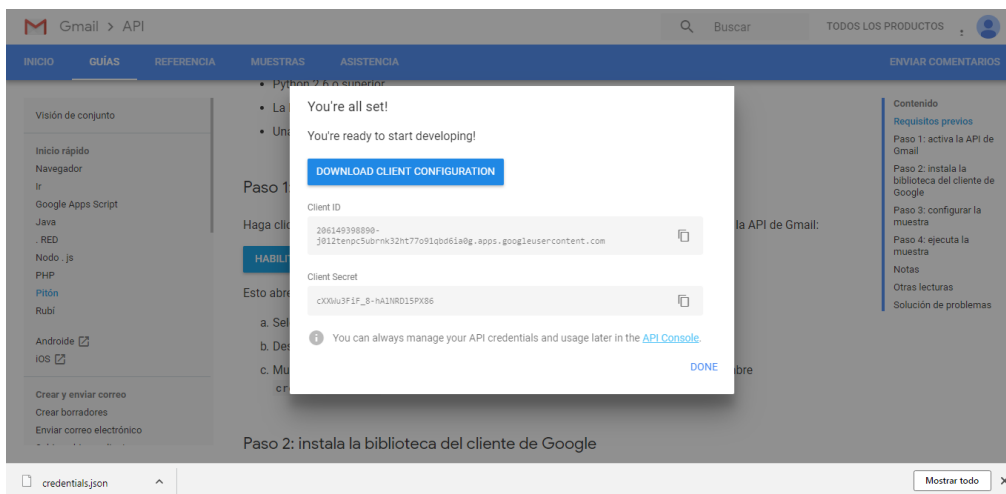 Gmail > API
Buscar
TODOS LOS PRODUCTOS
INICIO GUÍAS REFERENCIA MUESTRAS ASISTENCIA ENVIAR COMENTARIOS
Visión de conjunto
Inicio rápido
Navegador
Ir
Google Apps Script
Java
. RED
Nodo . js
PHP
Pitón
Rubí
Androide
iOS
Crear y enviar correo
Crear borradores
Enviar correo electrónico
• Python 2.6 o superior
• La
• Una
Paso 1:
Haga clic
la API de Gmail:
HABILIT
Esto abre
a. Sel
b. Des
c. Mu
bre
cr
Paso 2: instala la biblioteca del cliente de Google
You're all set!
You're ready to start developing!
DOWNLOAD CLIENT CONFIGURATION
Client ID
206149398890-
j012tenpc5ubrnk32ht77o91qbd6ia0g.apps.googleusercontent.com
Client Secret
cXXWu3FiF_8-hA1NRD15PX86
You can always manage your API credentials and usage later in the API Console.
DONE
Contenido
Requisitos previos
Paso 1: activa la API de
Gmail
Paso 2: instala la
biblioteca del cliente de
Google
Paso 3: configurar la
muestra
Paso 4: ejecuta la
muestra
Notas
Otras lecturas
Solución de problemas
credentials.json
Mostrar todo